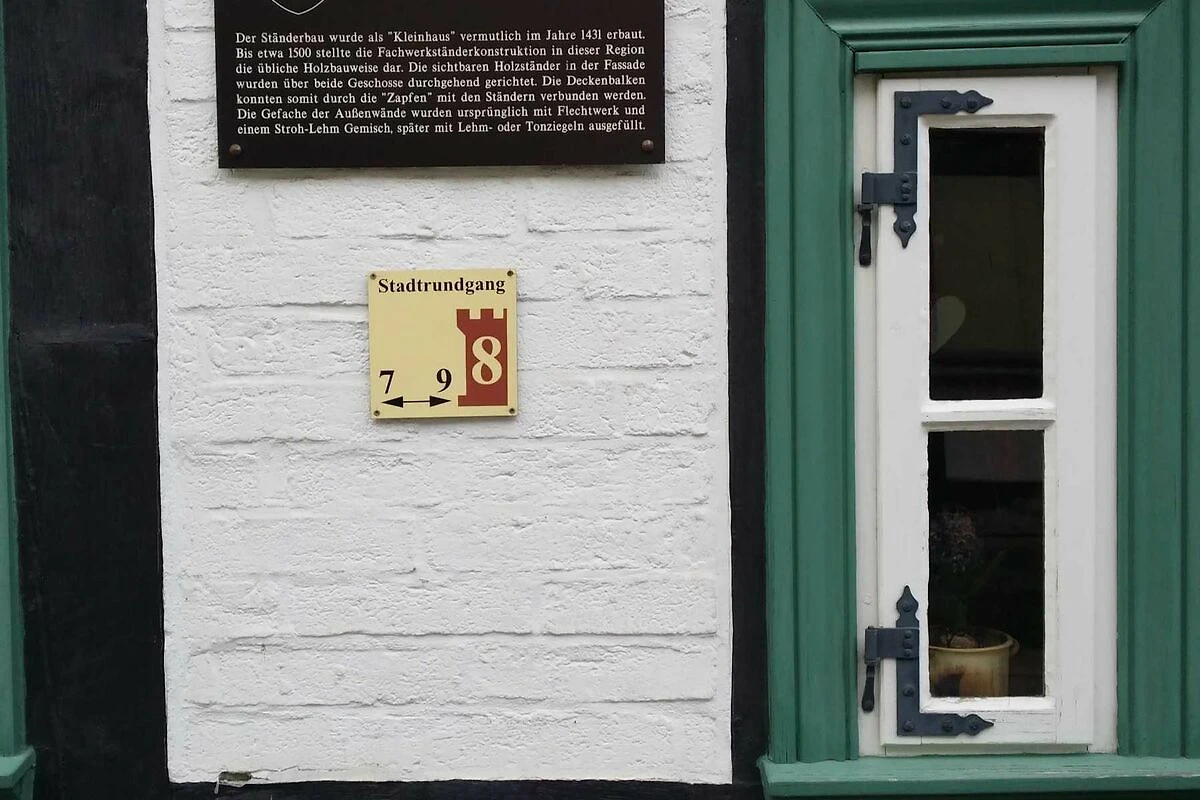 Der Ständerbau wurde als "Kleinhaus" vermutlich im Jahre 1431 erbaut.
Bis etwa 1500 stellte die Fachwerkständerkonstruktion in dieser Region
die übliche Holzbauweise dar. Die sichtbaren Holzständer in der Fassade
wurden über beide Geschosse durchgehend gerichtet. Die Deckenbalken
konnten somit durch die "Zapfen" mit den Ständern verbunden werden.
Die Gefache der Außenwände wurden ursprünglich mit Flechtwerk und
einem Stroh-Lehm Gemisch, später mit Lehm- oder Tonziegeln ausgefüllt.
Stadtrundgang
7 9 8